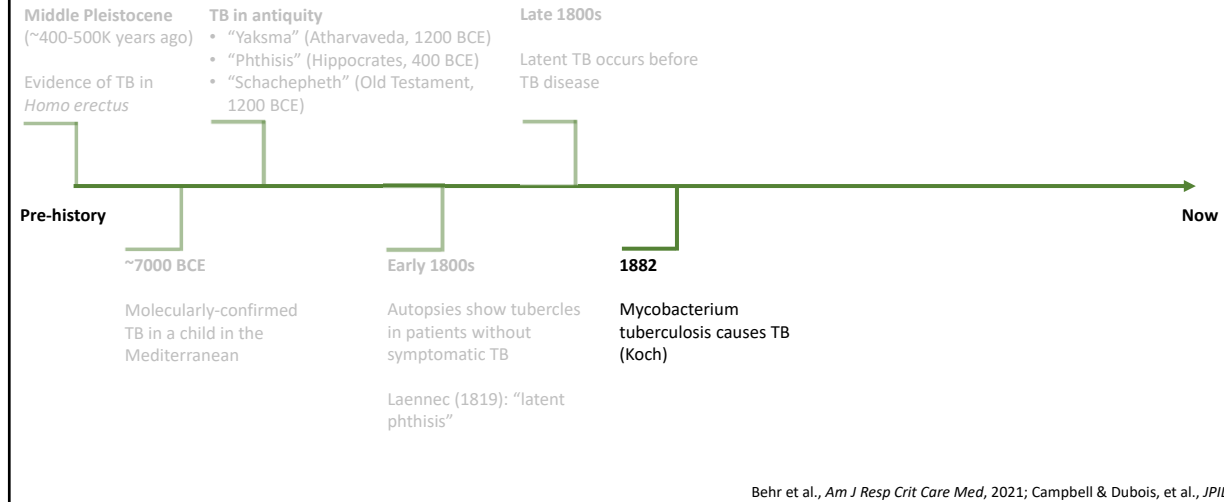 Middle Pleistocene
(~400-500K years ago)
Evidence of TB in
Homo erectus
TB in antiquity
• "Yaksma" (Atharvaveda, 1200 BCE)
• "Phthisis" (Hippocrates, 400 BCE)
• "Schachepheth" (Old Testament,
1200 BCE)
Late 1800s
Latent TB occurs before
TB disease
Pre-history
Now
~7000 BCE
Molecularly-confirmed
TB in a child in the
Mediterranean
Early 1800s
Autopsies show tubercles
in patients without
symptomatic TB
Laennec (1819): "latent
phthisis"
1882
Mycobacterium
tuberculosis causes TB
(Koch)
Behr et al., Am J Resp Crit Care Med, 2021; Campbell & Dubois, et al.,